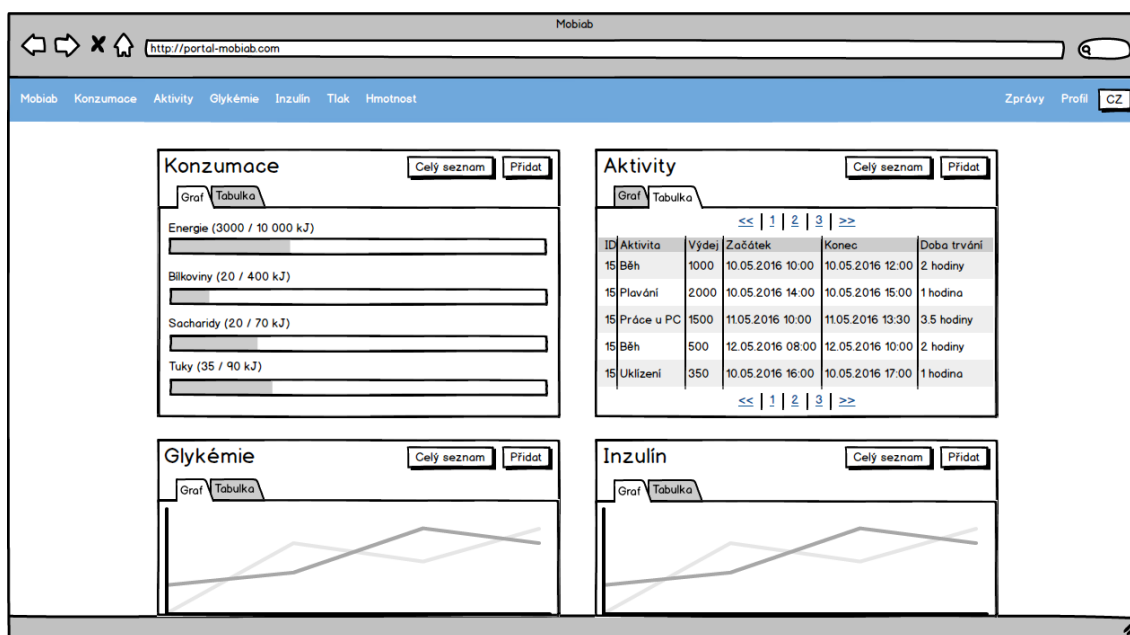 Mobiab
http://portal-mobiab.com
Mobiab Konzumace Aktivity Glykémie Inzulín Tlak Hmotnost Zprávy Profil CZ
Konzumace Celý seznam Přidat
Graf Tabulka
Energie (3000 / 10 000 kJ)
Bílkoviny (20 / 400 kJ)
Sacharidy (20 / 70 kJ)
Tuky (35 / 90 kJ)
Aktivity Celý seznam Přidat
Graf Tabulka
<< | 1 | 2 | 3 | >>
ID Aktivita Výdej Začátek Konec Doba trvání
15 Běh 1000 10.05.2016 10:00 10.05.2016 12:00 2 hodiny
15 Plavání 2000 10.05.2016 14:00 10.05.2016 15:00 1 hodina
15 Práce u PC 1500 11.05.2016 10:00 11.05.2016 13:30 3.5 hodiny
15 Běh 500 12.05.2016 08:00 12.05.2016 10:00 2 hodiny
15 Uklízení 350 10.05.2016 16:00 10.05.2016 17:00 1 hodina
<< | 1 | 2 | 3 | >>
Glykémie Celý seznam Přidat
Graf Tabulka
Inzulín Celý seznam Přidat
Graf Tabulka